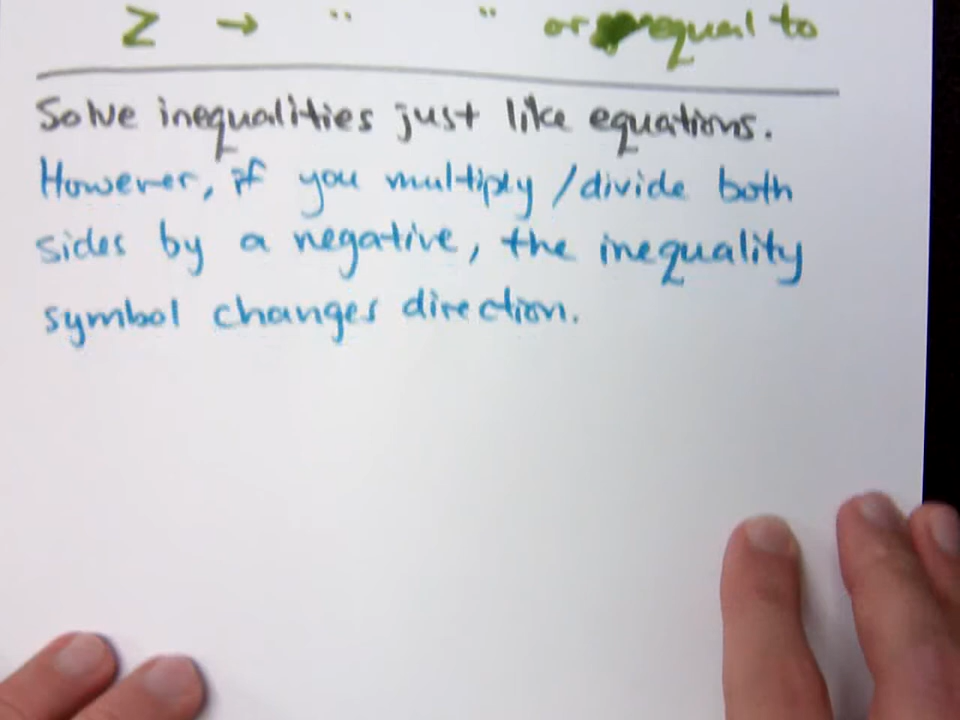 ≥ → " " or equal to
Solve inequalities just like equations.
However, if you multiply/divide both
sides by a negative, the inequality
symbol changes direction.